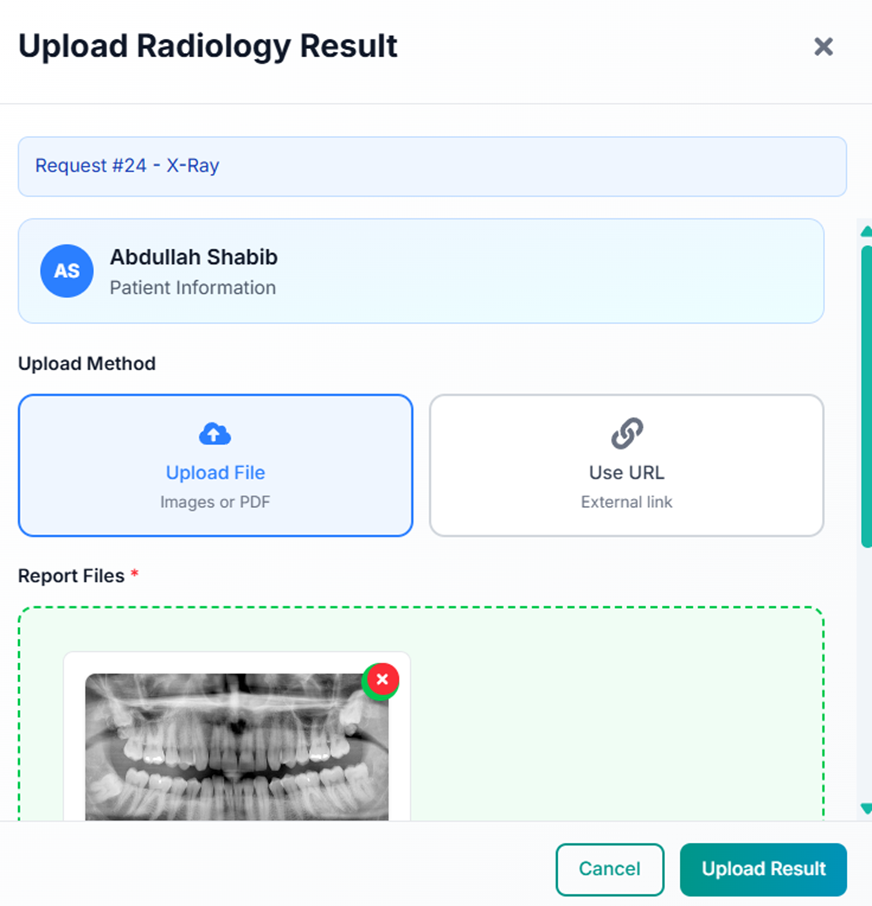 Upload Radiology Result
Request #24 - X-Ray
AS
Abdullah Shabib
Patient Information
Upload Method
Upload File
Images or PDF
Use URL
External link
Report Files *
Cancel
Upload Result